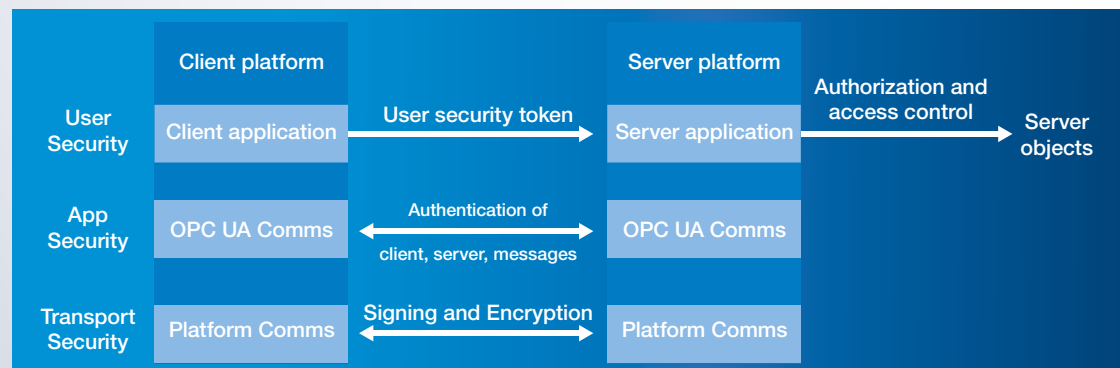 Client platform
Server platform
User
Security
Client application
User security token
Server application
Authorization and
access control
Server
objects
App
Security
OPC UA Comms
Authentication of
client, server, messages
OPC UA Comms
Transport
Security
Platform Comms
Signing and Encryption
Platform Comms